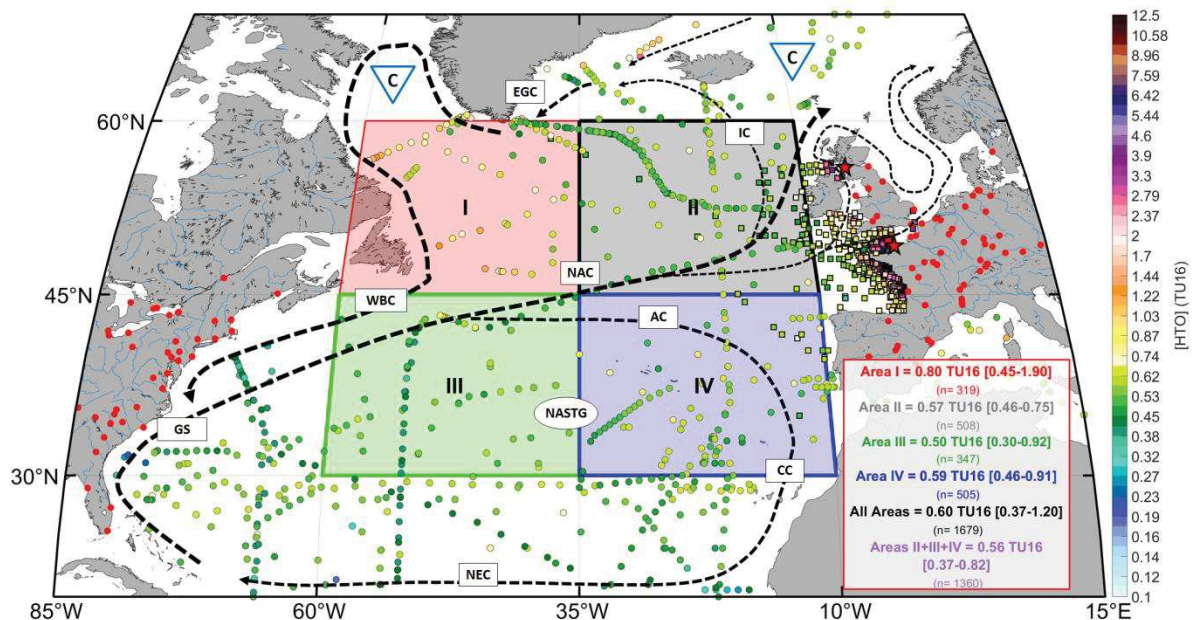 C
C
EGC
60°N
IC
I
II
NAC
45°N
WBC
AC
III
IV
NASTG
GS
30°N
CC
NEC
85°W
60°W
35°W
10°W
15°E
Area I = 0.80 TU16 [0.45-1.90]
(n= 319)
Area II = 0.57 TU16 [0.46-0.75]
(n= 508)
Area III = 0.50 TU16 [0.30-0.92]
(n= 347)
Area IV = 0.59 TU16 [0.46-0.91]
(n= 505)
All Areas = 0.60 TU16 [0.37-1.20]
(n= 1679)
Areas II+III+IV = 0.56 TU16
[0.37-0.82]
(n= 1360)
12.5
10.58
8.96
7.59
6.42
5.44
4.6
3.9
3.3
2.79
2.37
2
1.7
1.44
1.22
1.03
0.87
0.74
0.62
0.53
0.45
0.38
0.32
0.27
0.23
0.19
0.16
0.14
0.12
0.1
[HTO] (TU16)